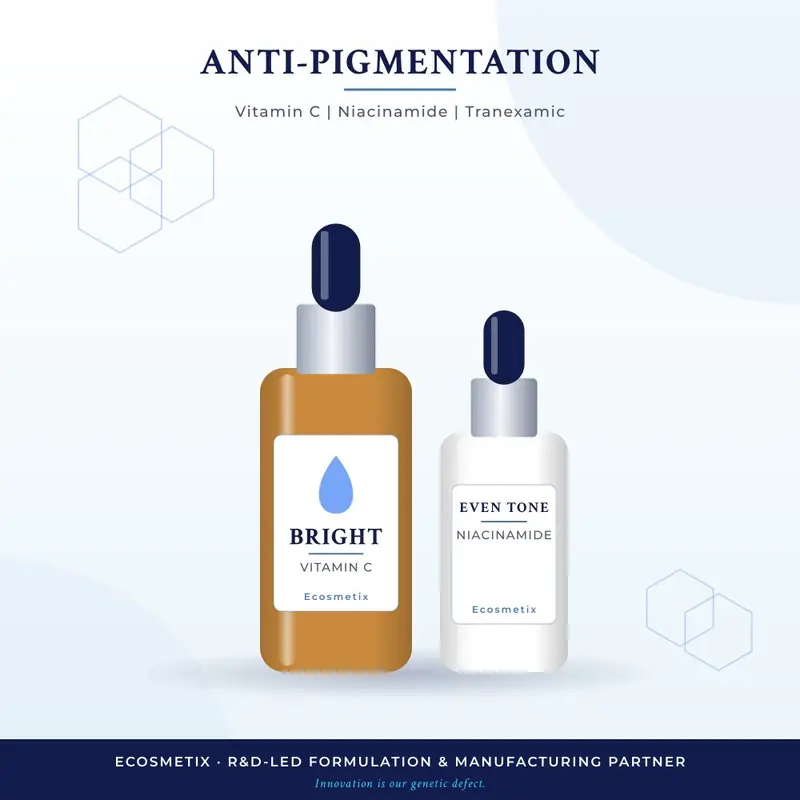 ANTI-PIGMENTATION
Vitamin C | Niacinamide | Tranexamic
BRIGHT
VITAMIN C
Ecosmetix
EVEN TONE
NIACINAMIDE
Ecosmetix
ECOSMETIX · R&D-LED FORMULATION & MANUFACTURING PARTNER
Innovation is our genetic defect.